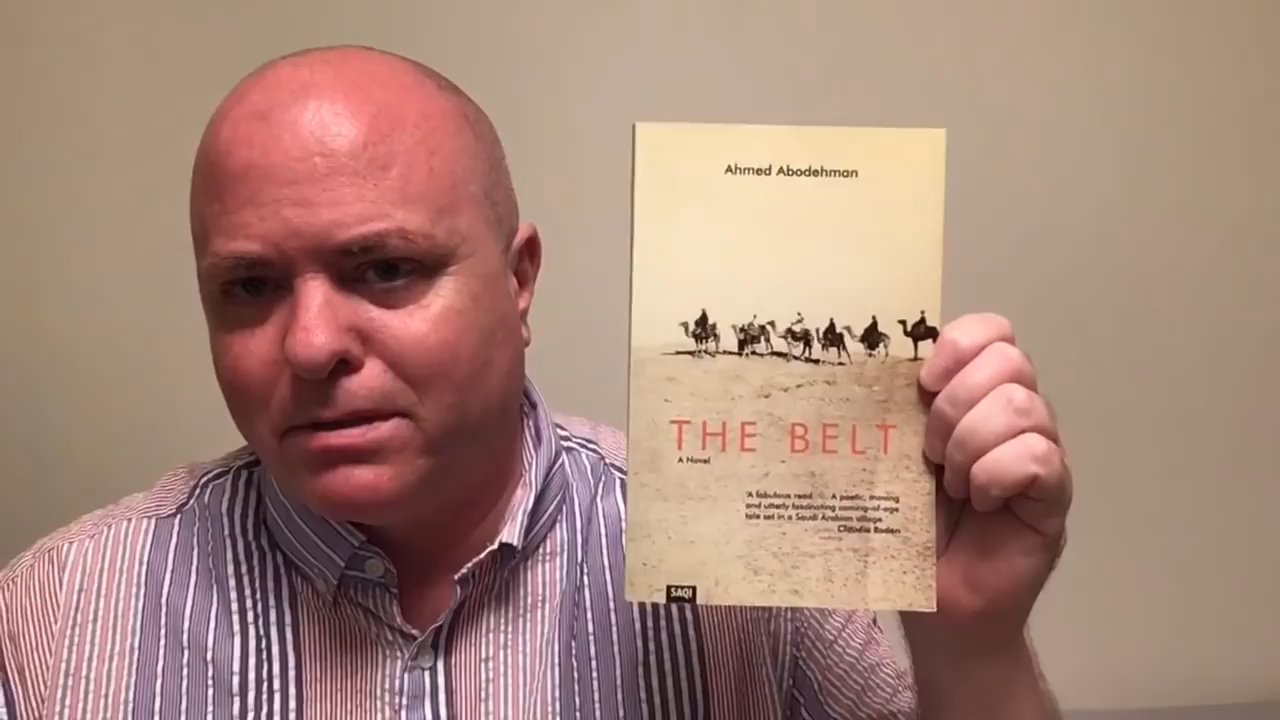 Ahmed Abodehman
THE BELT
A Novel
'A fabulous read ... A poetic, moving
and utterly fascinating coming-of-age
tale set in a Saudi Arabian village.'
Claudia Roden
SAQI